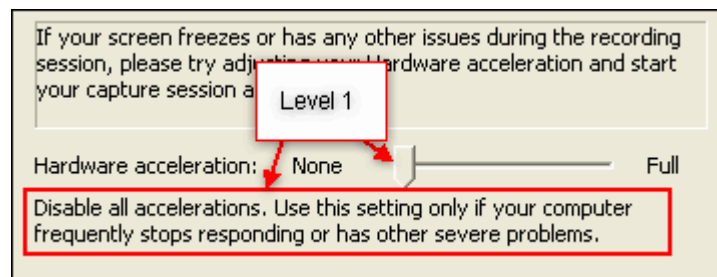 If your screen freezes or has any other issues during the recording
session, please try adjusting your Hardware acceleration and start
your capture session a
Level 1
Hardware acceleration: None Full
Disable all accelerations. Use this setting only if your computer
frequently stops responding or has other severe problems.